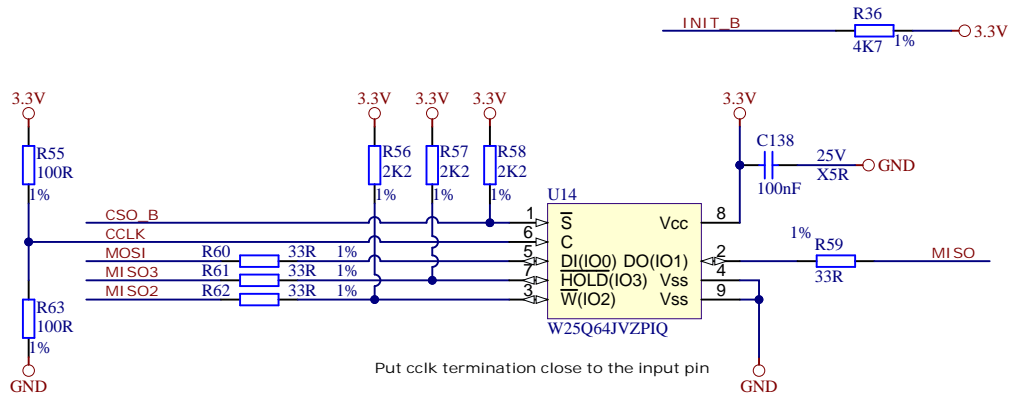 INIT_B
R36
4K7
1%
3.3V
3.3V
3.3V
3.3V
3.3V
3.3V
R55
100R
1%
R56
2K2
1%
R57
2K2
1%
R58
2K2
1%
C138
100nF
25V
X5R
GND
U14
CSO_B
1
S
Vcc
8
CCLK
6
C
MOSI
R60
33R
1%
5
DI(IO0)
DO(IO1)
2
1%
R59
33R
MISO
MISO3
R61
33R
1%
7
HOLD(IO3)
Vss
4
MISO2
R62
33R
1%
3
W(IO2)
Vss
9
W25Q64JVZPIQ
R63
100R
1%
GND
Put cclk termination close to the input pin
GND